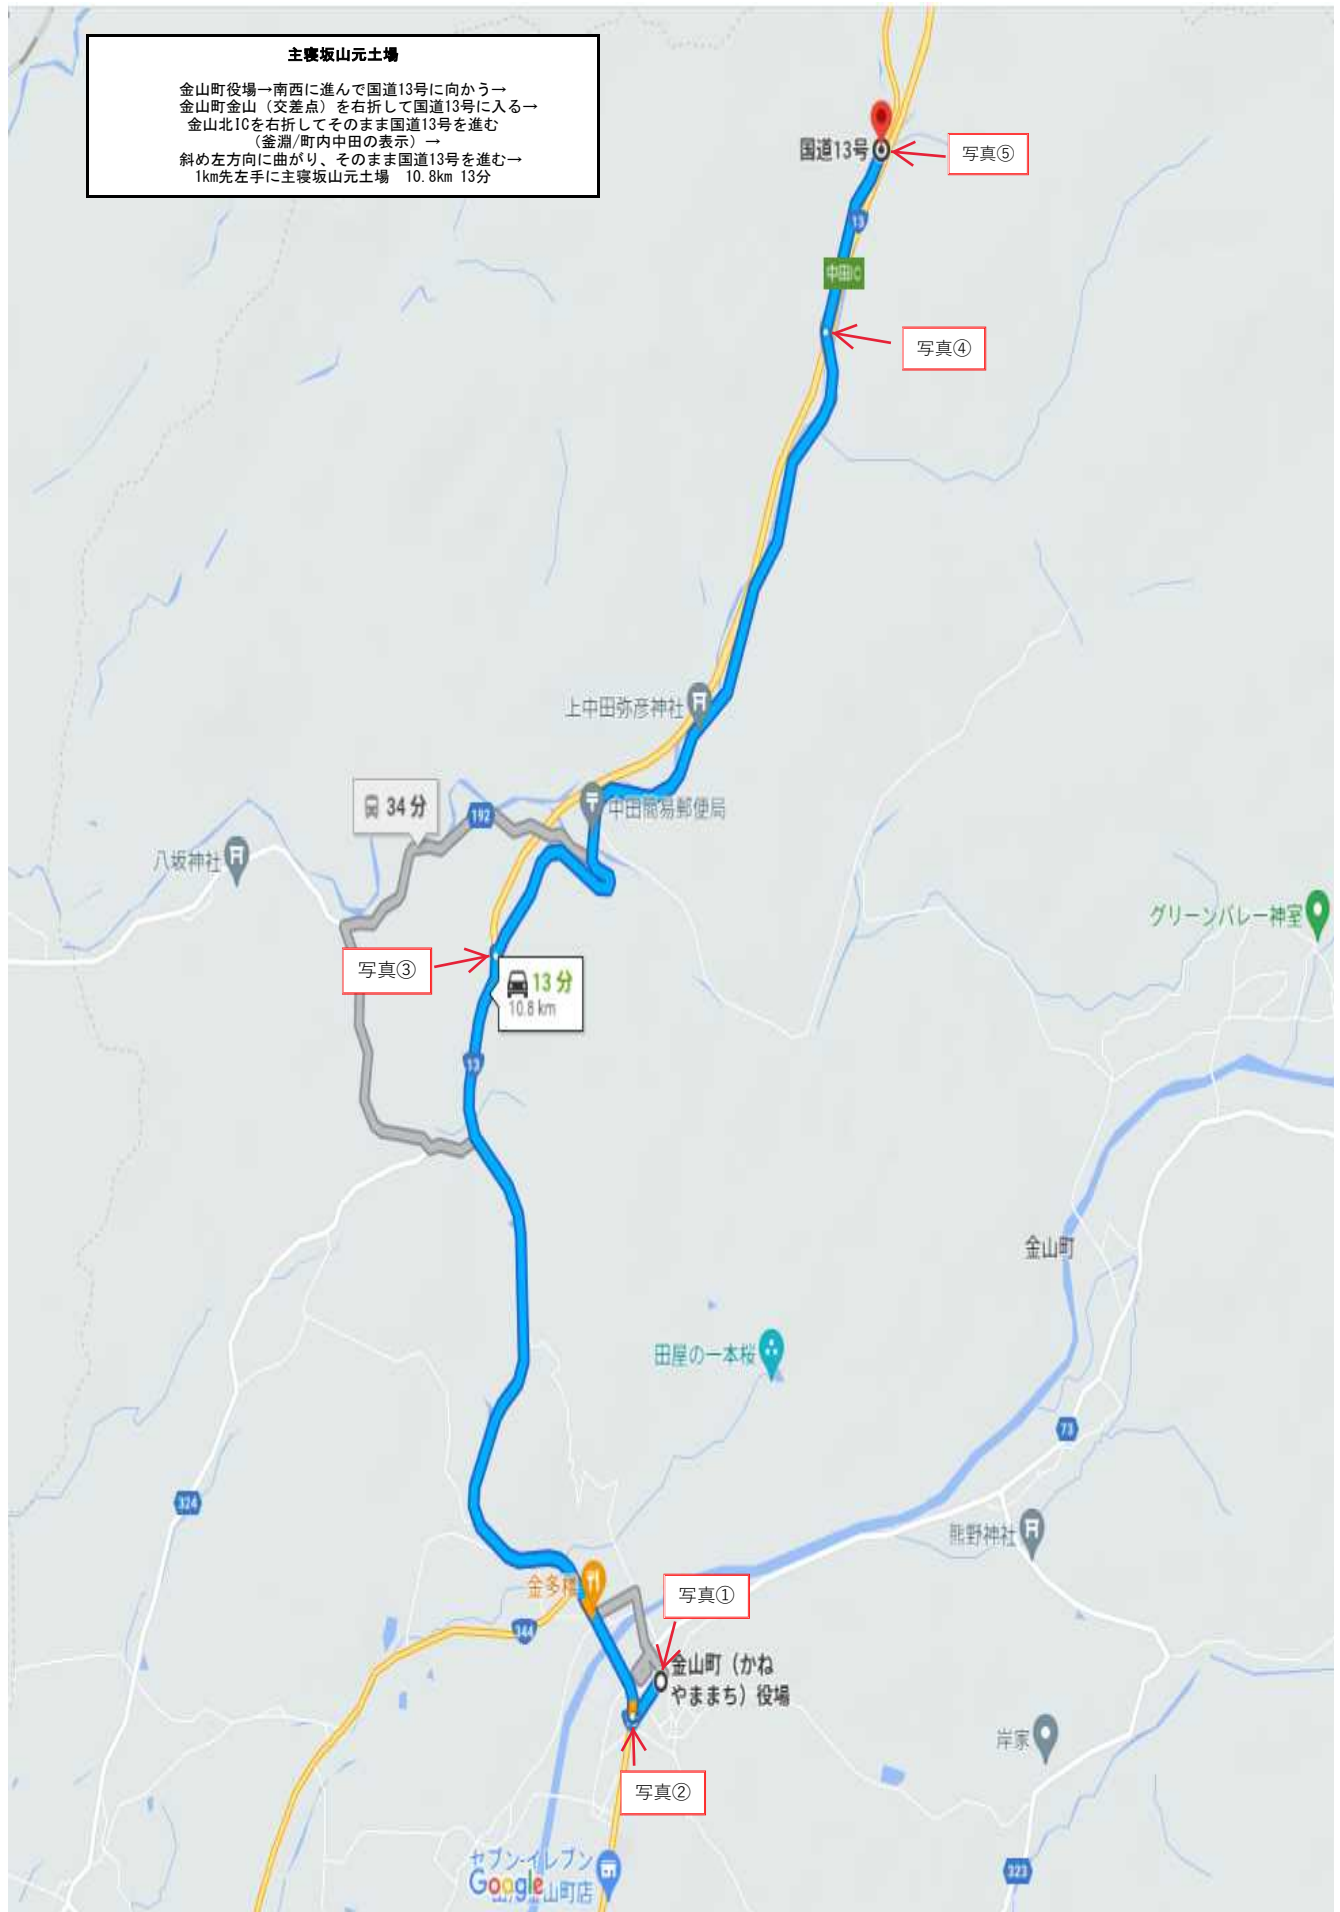 主寝坂山元土場
金山町役場→南西に進んで国道13号に向かう→
金山町金山（交差点）を右折して国道13号に入る→
金山北ICを右折してそのまま国道13号を進む
（釜淵/町内中田の表示）→
斜め左方向に曲がり、そのまま国道13号を進む→
1km先左手に主寝坂山元土場　10.8km 13分
国道13号
写真⑤
13
中田IC
写真④
上中田弥彦神社
34 分
192
中田簡易郵便局
八坂神社
グリーンバレー神室
写真③
13 分
10.8 km
13
金山町
田屋の一本桜
73
324
熊野神社
金多楼
写真①
344
金山町（かね
やままち）役場
岸家
写真②
セブン-イレブン
Google
金山町店
323